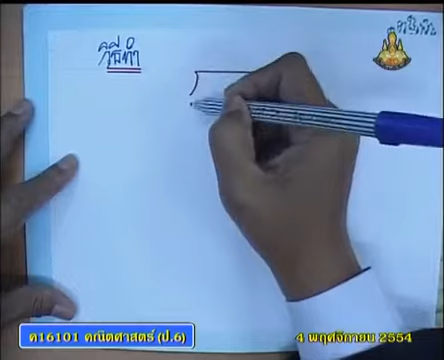 วิธีทำ
ค16101 คณิตศาสตร์ (ป.6)
4 พฤศจิกายน 2554